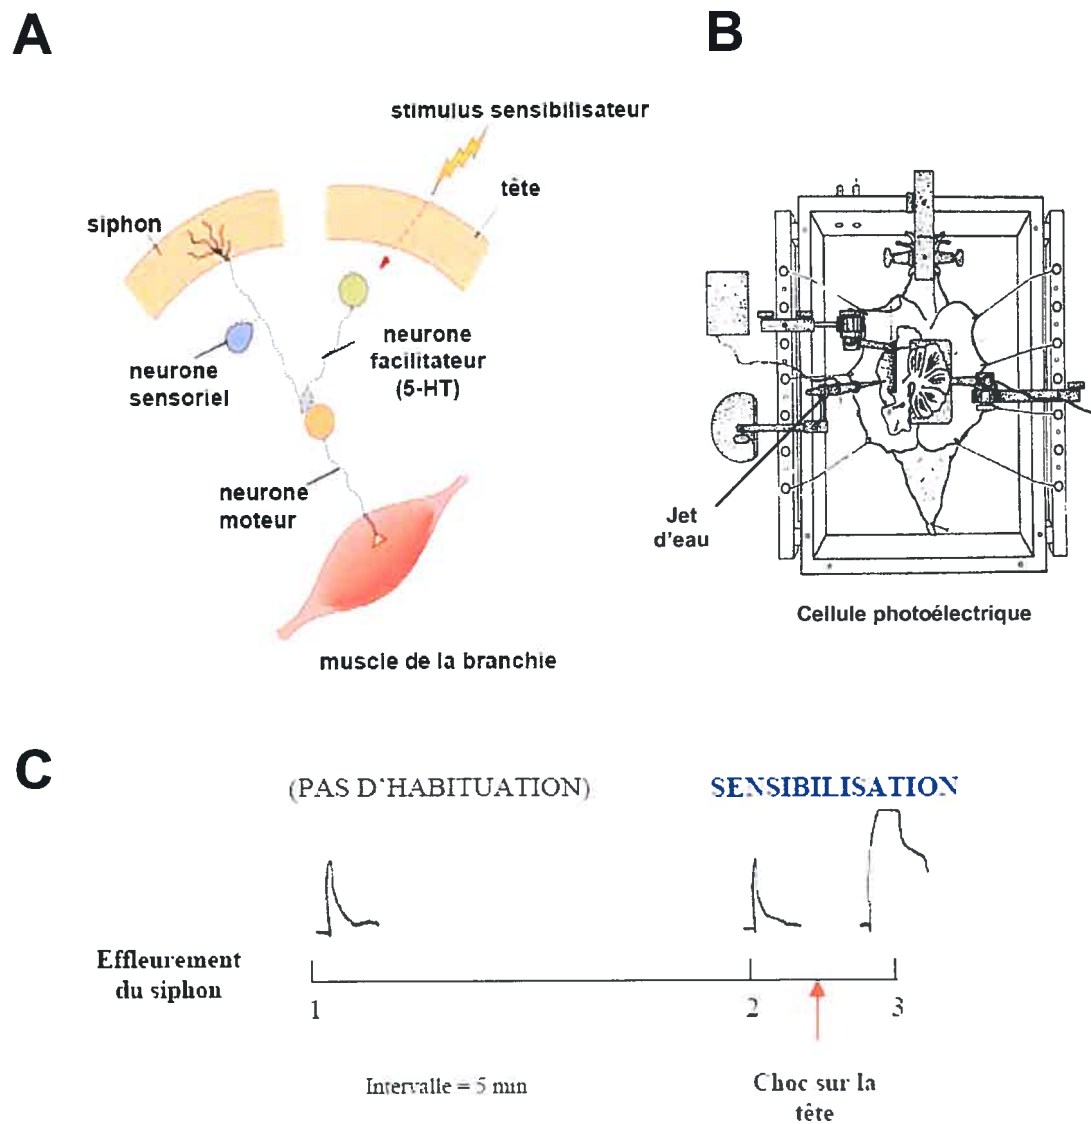 A
B
stimulus sensibilisateur
tête
siphon
neurone
sensoriel
neurone
facilitateur
(5-HT)
neurone
moteur
muscle de la branchie
Jet
d'eau
Cellule photoélectrique
C
(PAS D'HABITUATION)
SENSIBILISATION
Effleurement
du siphon
1
2
3
Intervalle = 5 min
Choc sur la
tête